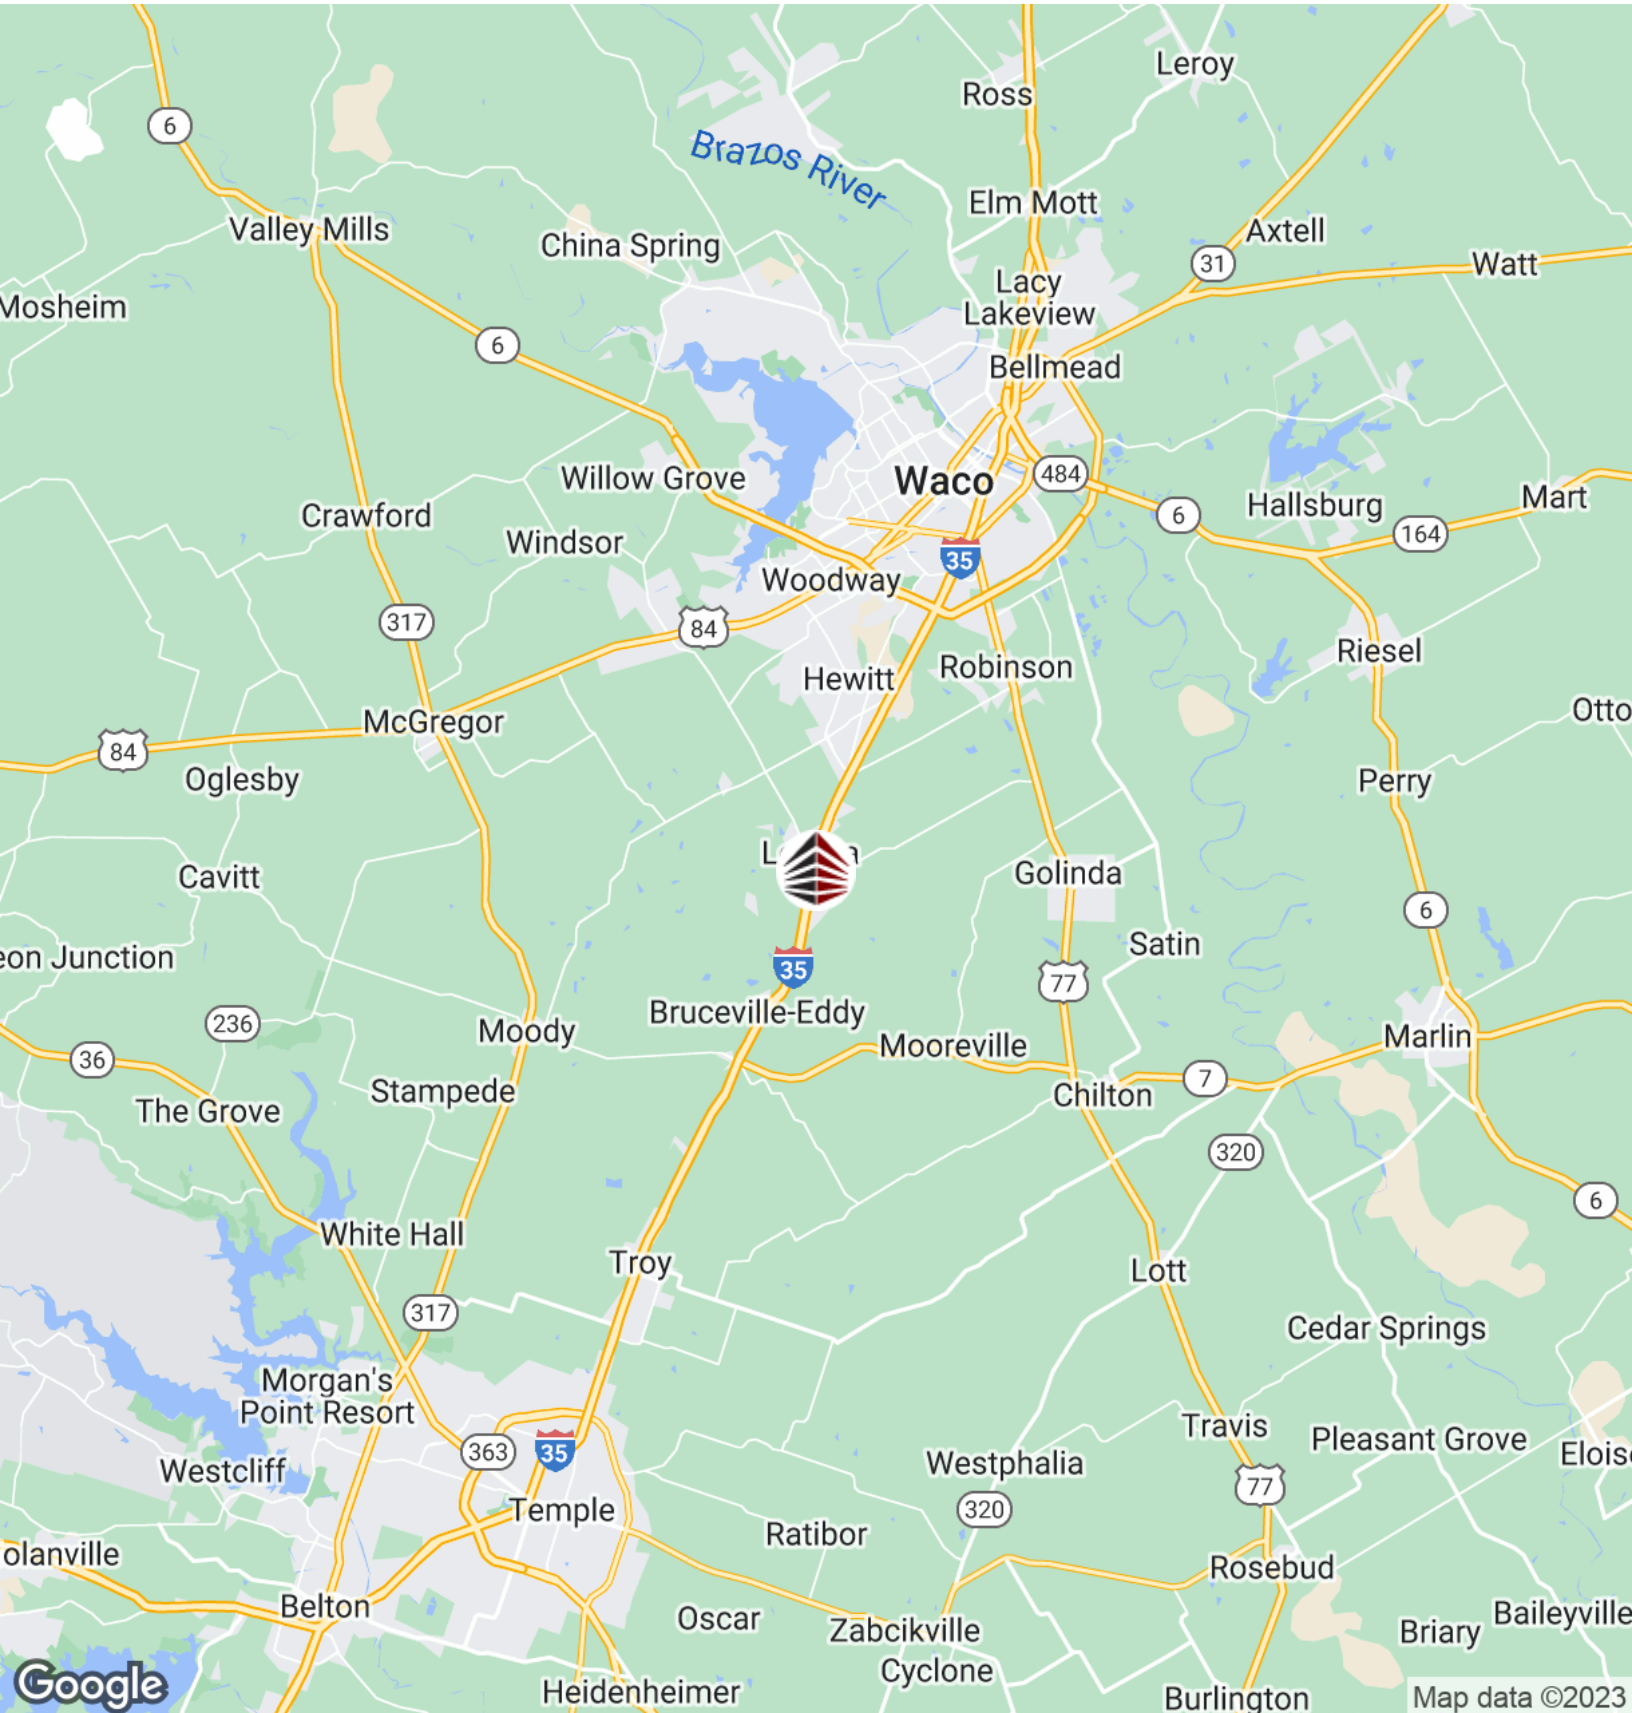 Leroy
Ross
6
Brazos River
Elm Mott
Valley Mills
China Spring
Axtell
31
Watt
Lacy
Lakeview
Mosheim
6
Bellmead
Willow Grove
Waco
484
Crawford
Windsor
6
Hallsburg
Mart
164
35
Woodway
317
84
Riesel
Hewitt
Robinson
McGregor
Otto
84
Oglesby
Perry
Cavitt
Golinda
6
Satin
eon Junction
35
77
Bruceville-Eddy
236
Moody
Mooreville
Marlin
36
Stampede
Chilton
7
The Grove
320
6
White Hall
Troy
Lott
317
Cedar Springs
Morgan's
Point Resort
Travis
Pleasant Grove
363
35
Westphalia
Eloise
Westcliff
77
Temple
320
Ratibor
olanville
Rosebud
Belton
Oscar
Zabcikville
Briary
Baileyville
Cyclone
Google
Heidenheimer
Burlington
Map data ©2023